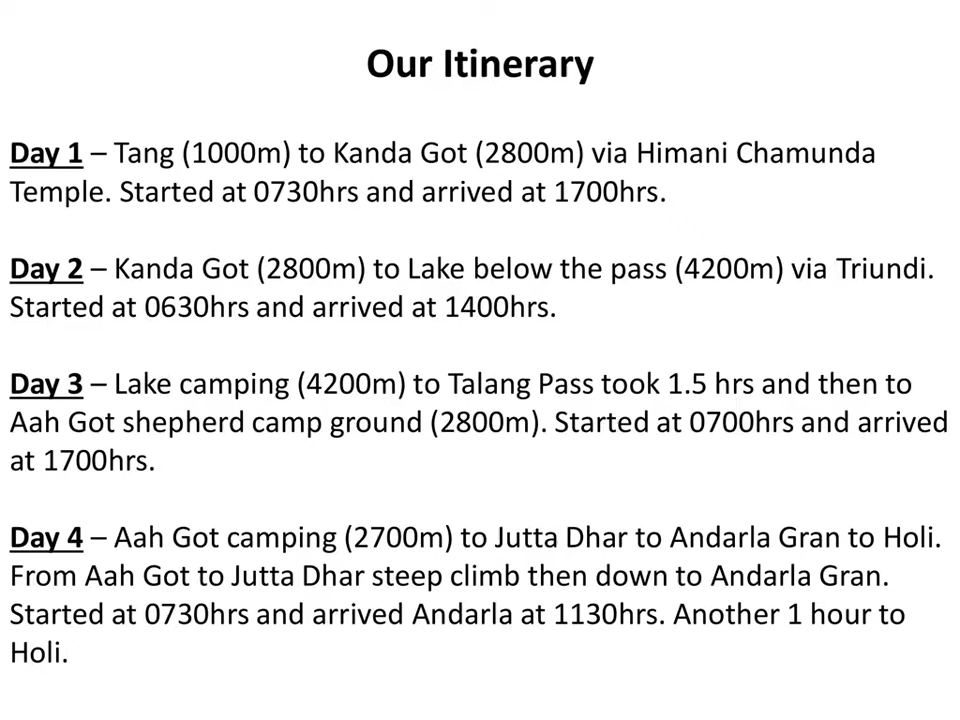 Our Itinerary
Day 1 – Tang (1000m) to Kanda Got (2800m) via Himani Chamunda
Temple. Started at 0730hrs and arrived at 1700hrs.
Day 2 – Kanda Got (2800m) to Lake below the pass (4200m) via Triundi.
Started at 0630hrs and arrived at 1400hrs.
Day 3 – Lake camping (4200m) to Talang Pass took 1.5 hrs and then to
Aah Got shepherd camp ground (2800m). Started at 0700hrs and arrived
at 1700hrs.
Day 4 – Aah Got camping (2700m) to Jutta Dhar to Andarla Gran to Holi.
From Aah Got to Jutta Dhar steep climb then down to Andarla Gran.
Started at 0730hrs and arrived Andarla at 1130hrs. Another 1 hour to
Holi.